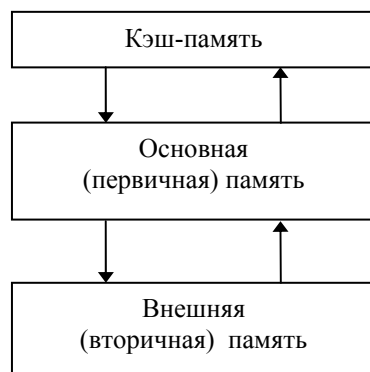 Кэш-память
Основная
(первичная) память
Внешняя
(вторичная) память